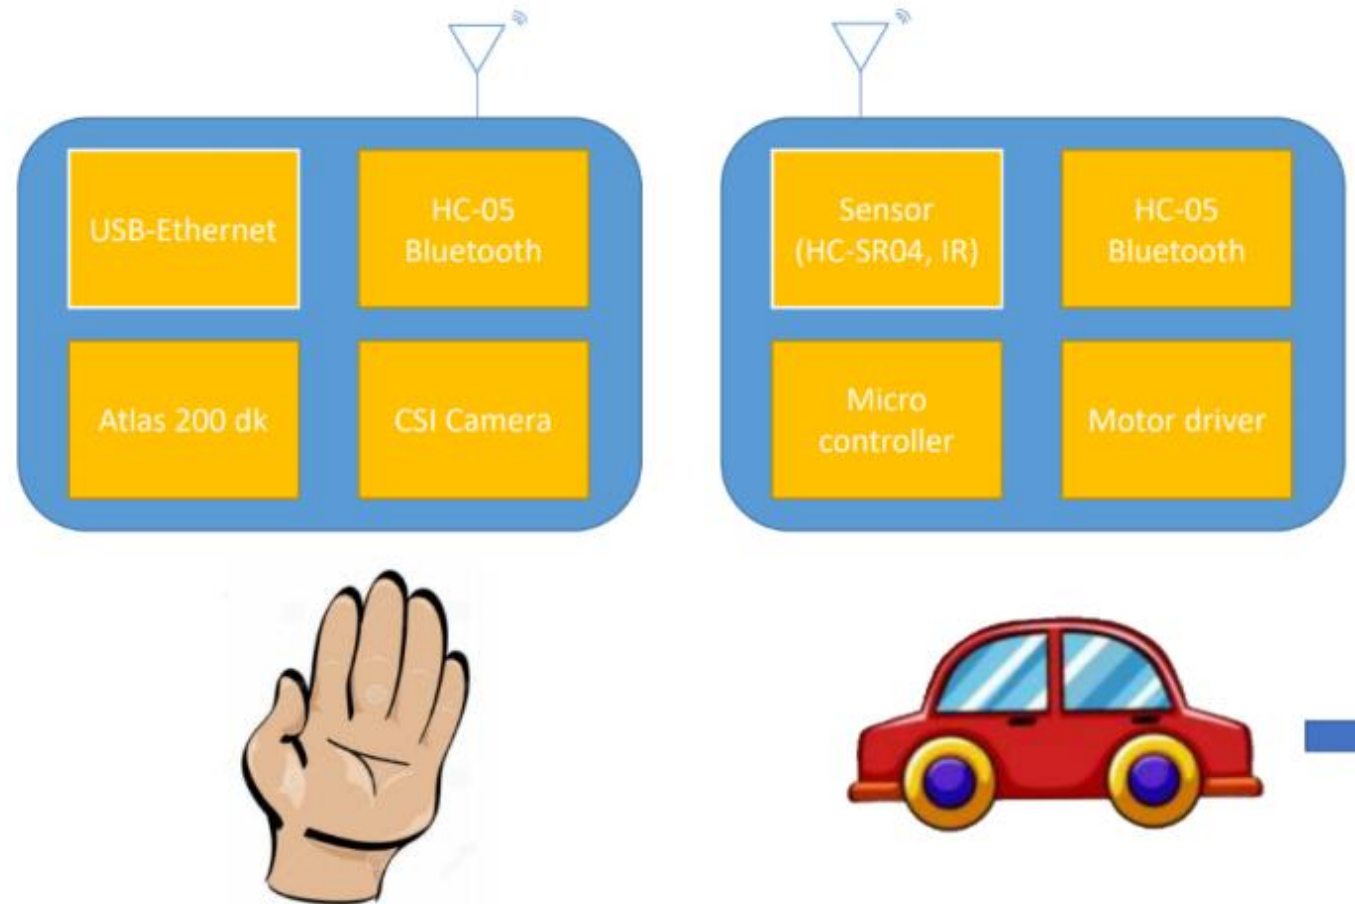 USB-Ethernet
HC-05
Bluetooth
Atlas 200 dk
CSI Camera
Sensor
(HC-SR04, IR)
HC-05
Bluetooth
Micro
controller
Motor driver